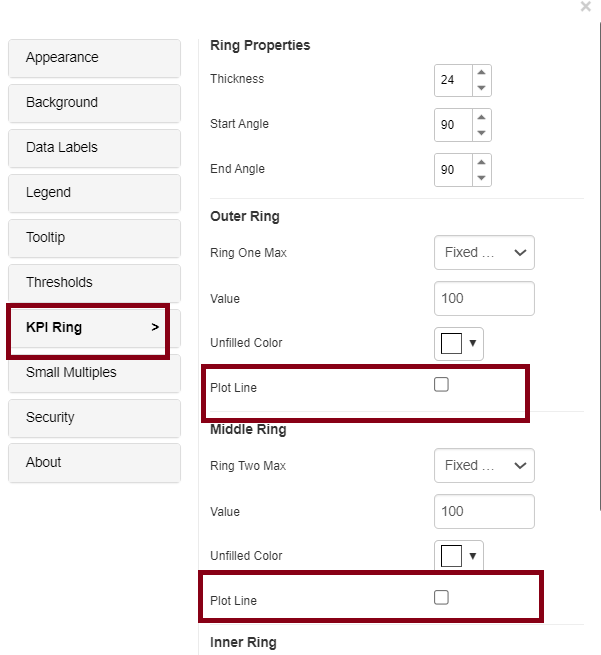 ×
Appearance
Background
Data Labels
Legend
Tooltip
Thresholds
KPI Ring >
Small Multiples
Security
About
Ring Properties
Thickness 24
Start Angle 90
End Angle 90
Outer Ring
Ring One Max Fixed ...
Value 100
Unfilled Color
Plot Line
Middle Ring
Ring Two Max Fixed ...
Value 100
Unfilled Color
Plot Line
Inner Ring